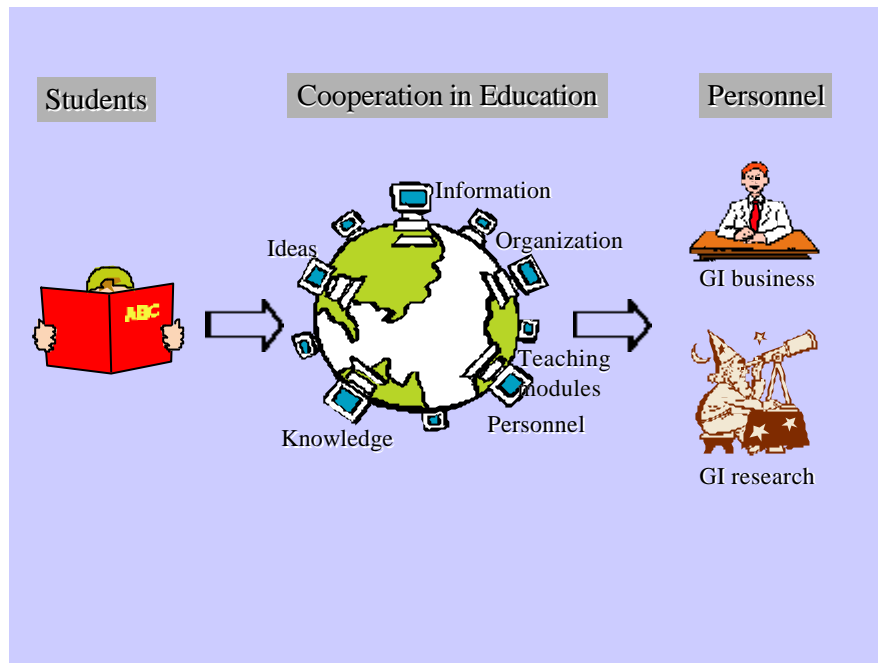 Students
Cooperation in Education
Personnel
Information
Ideas
Organization
GI business
ABC
Teaching
modules
Personnel
Knowledge
GI research